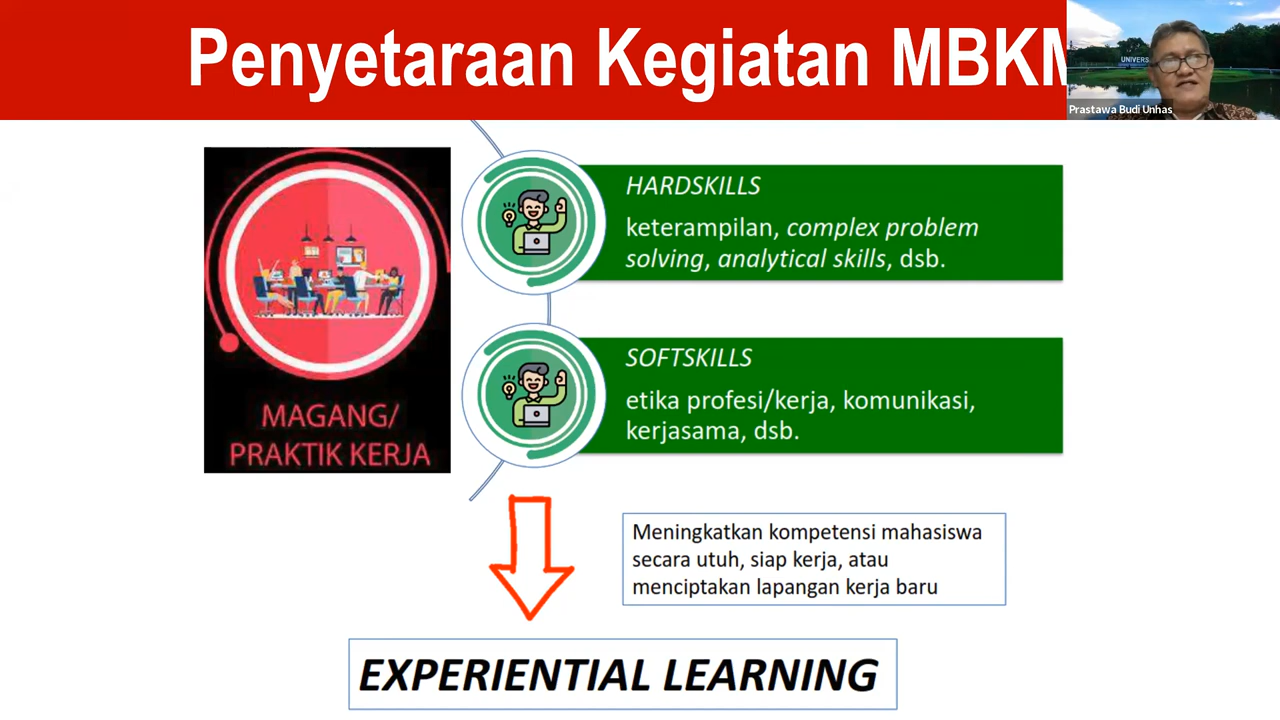 Penyetaraan Kegiatan MBKM
UNIVERS
Prastawa Budi Unhas
HARDSKILLS
keterampilan, complex problem
solving, analytical skills, dsb.
MAGANG/
PRAKTIK KERJA
SOFTSKILLS
etika profesi/kerja, komunikasi,
kerjasama, dsb.
Meningkatkan kompetensi mahasiswa
secara utuh, siap kerja, atau
menciptakan lapangan kerja baru
EXPERIENTIAL LEARNING